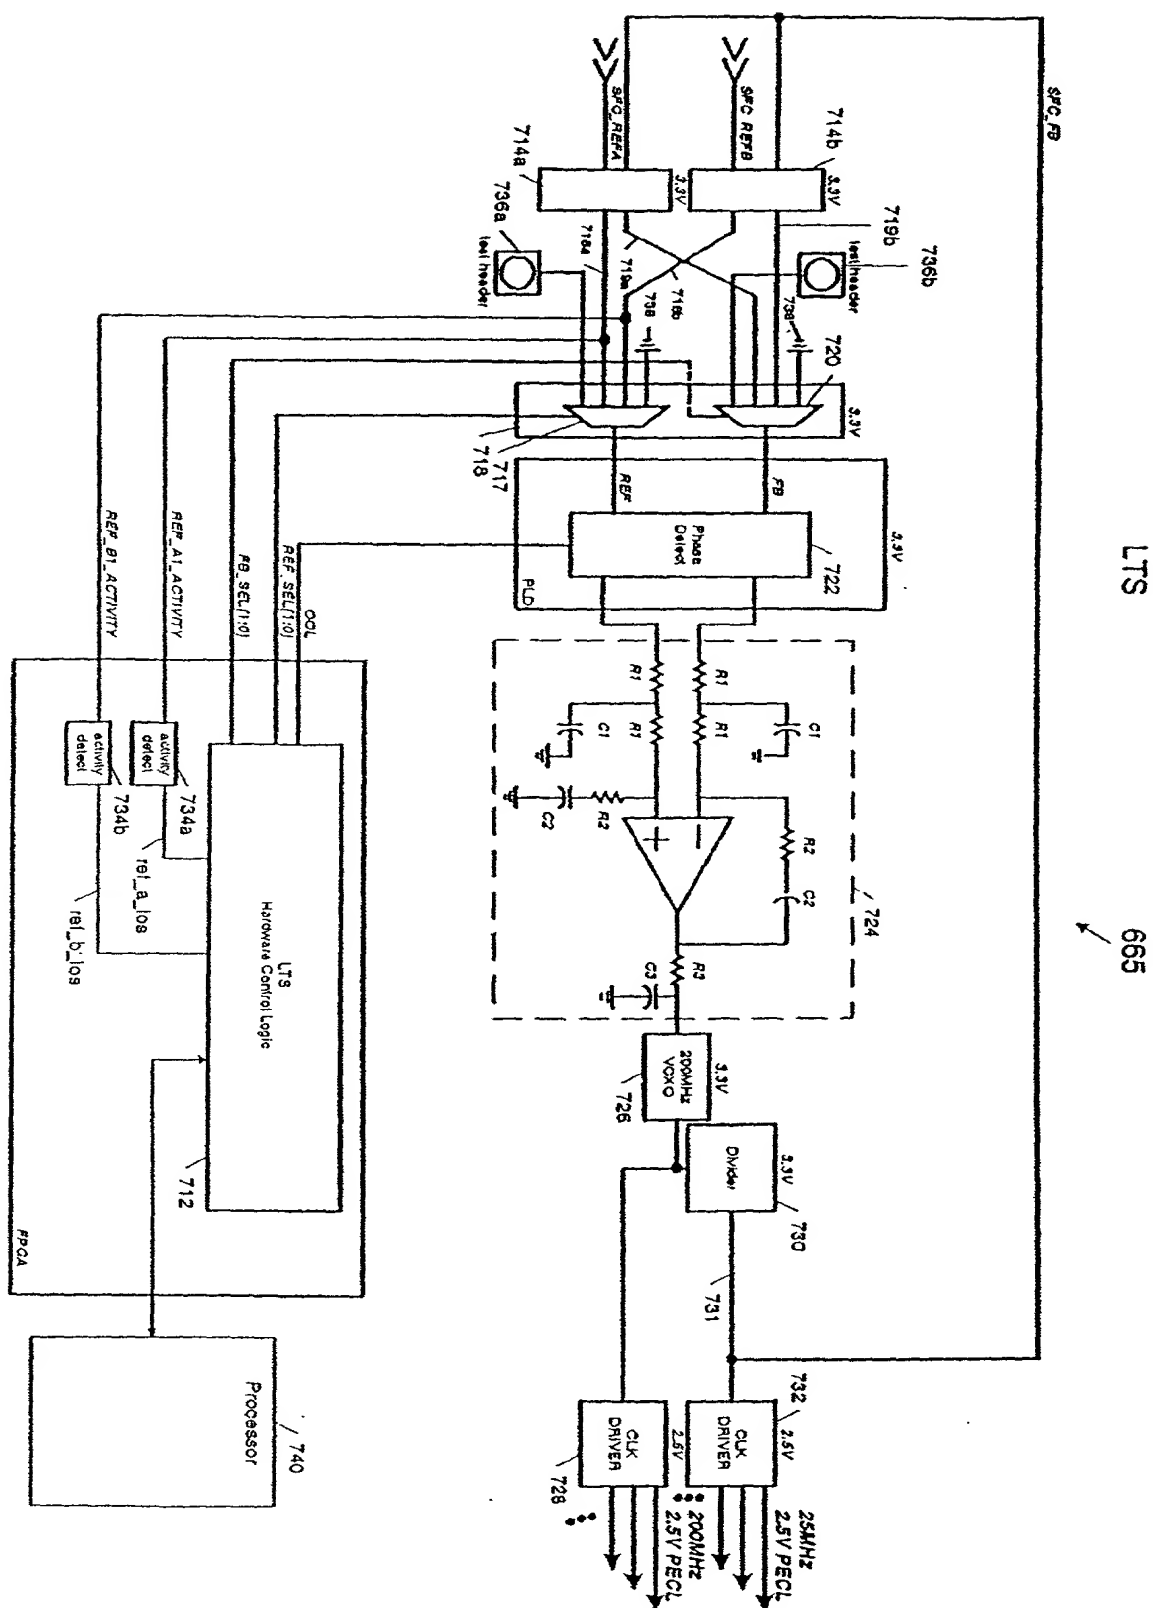 LTS
665
SFC_FB
SFC REFB
SFC_REFA
714b
714a
3.3V
3.3V
719b
736b
736a
test header
test header
718a
719a
718b
738
738
720
3.3V
717
718
REF
FB
3.3V
Phase
Detect
722
PLD
R1
R1
R1
R1
C1
C1
R2
C2
R2
C2
R3
C3
724
3.3V
200MHz
VCXO
726
3.3V
Divider
730
731
732
2.5V
CLK
DRIVER
2.5V
CLK
DRIVER
728
25MHz
2.5V PECL
200MHz
2.5V PECL
OOL
REF_SEL(1:0)
FB_SEL(1:0)
REF_A1_ACTIVITY
REF_B1_ACTIVITY
activity
detect
734a
activity
detect
734b
ref_a_los
ref_b_los
LTS
Hardware Control Logic
712
FPGA
Processor
740